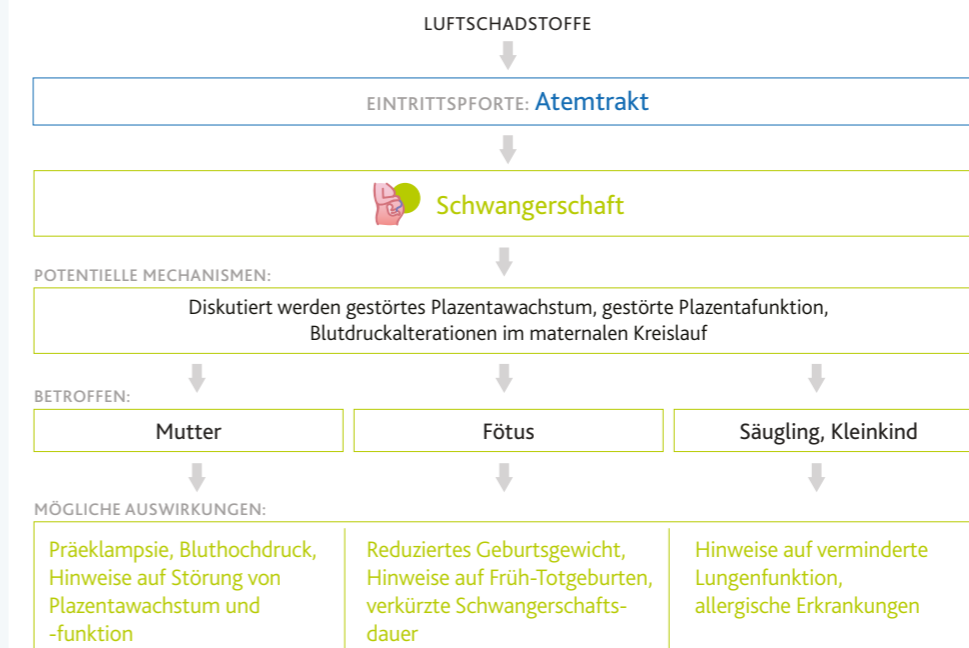 LUFTSCHADSTOFFE
EINTRITTSPFORTE: Atemtrakt
Schwangerschaft
POTENTIELLE MECHANISMEN:
Diskutiert werden gestörtes Plazentawachstum, gestörte Plazentafunktion,
Blutdruckalterationen im maternalen Kreislauf
BETROFFEN:
Mutter
Fötus
Säugling, Kleinkind
MÖGLICHE AUSWIRKUNGEN:
Präeklampsie, Bluthochdruck,
Hinweise auf Störung von
Plazentawachstum und
-funktion
Reduziertes Geburtsgewicht,
Hinweise auf Früh-Totgeburten,
verkürzte Schwangerschafts-
dauer
Hinweise auf verminderte
Lungenfunktion,
allergische Erkrankungen